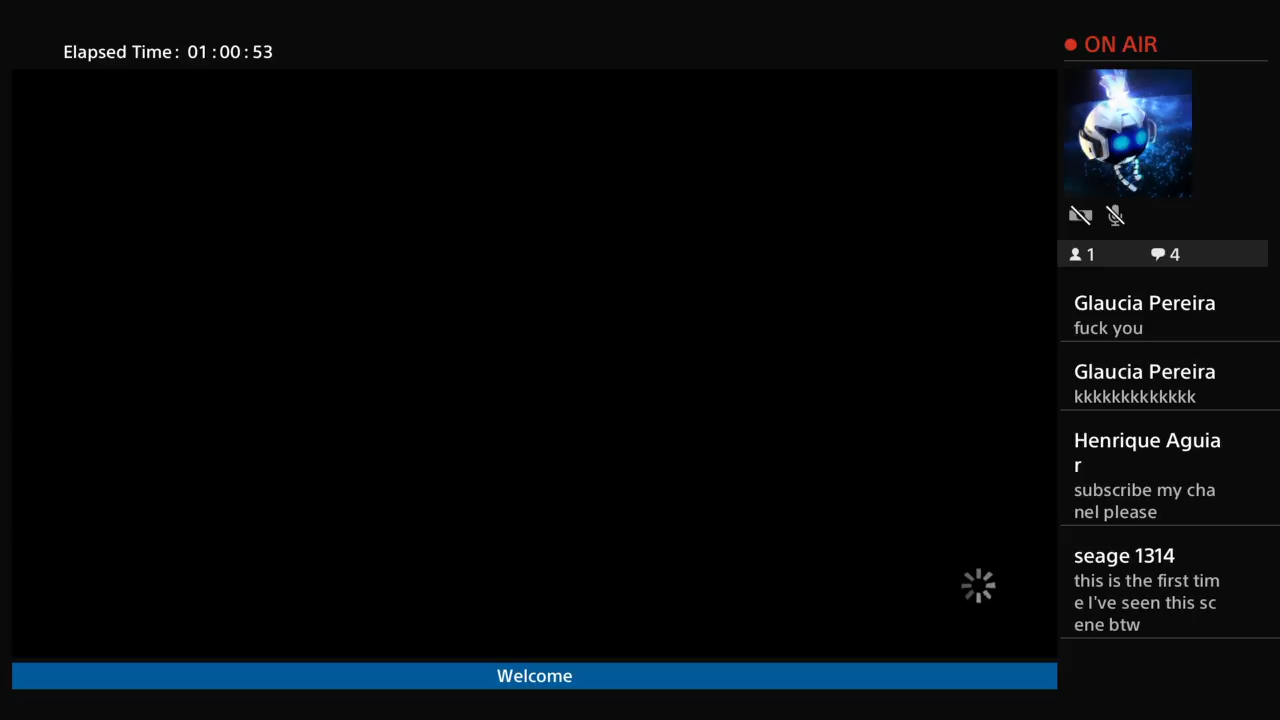 Elapsed Time: 01:00:53
ON AIR
1 4
Glaucia Pereira
fuck you
Glaucia Pereira
kkkkkkkkkkkkk
Henrique Aguia
r
subscribe my cha
nel please
seage 1314
this is the first tim
e I've seen this sc
ene btw
Welcome